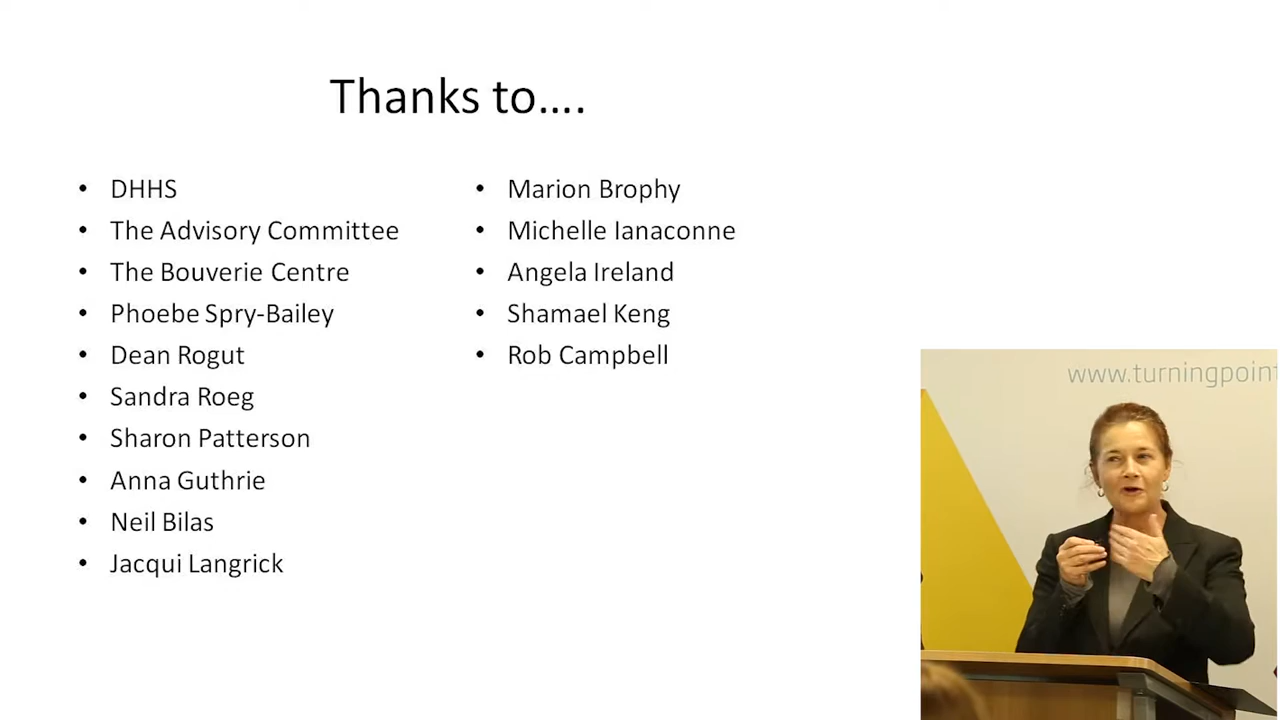 Thanks to....
• DHHS
• The Advisory Committee
• The Bouverie Centre
• Phoebe Spry-Bailey
• Dean Rogut
• Sandra Roeg
• Sharon Patterson
• Anna Guthrie
• Neil Bilas
• Jacqui Langrick
• Marion Brophy
• Michelle Ianaconne
• Angela Ireland
• Shamael Keng
• Rob Campbell
www.turningpoint